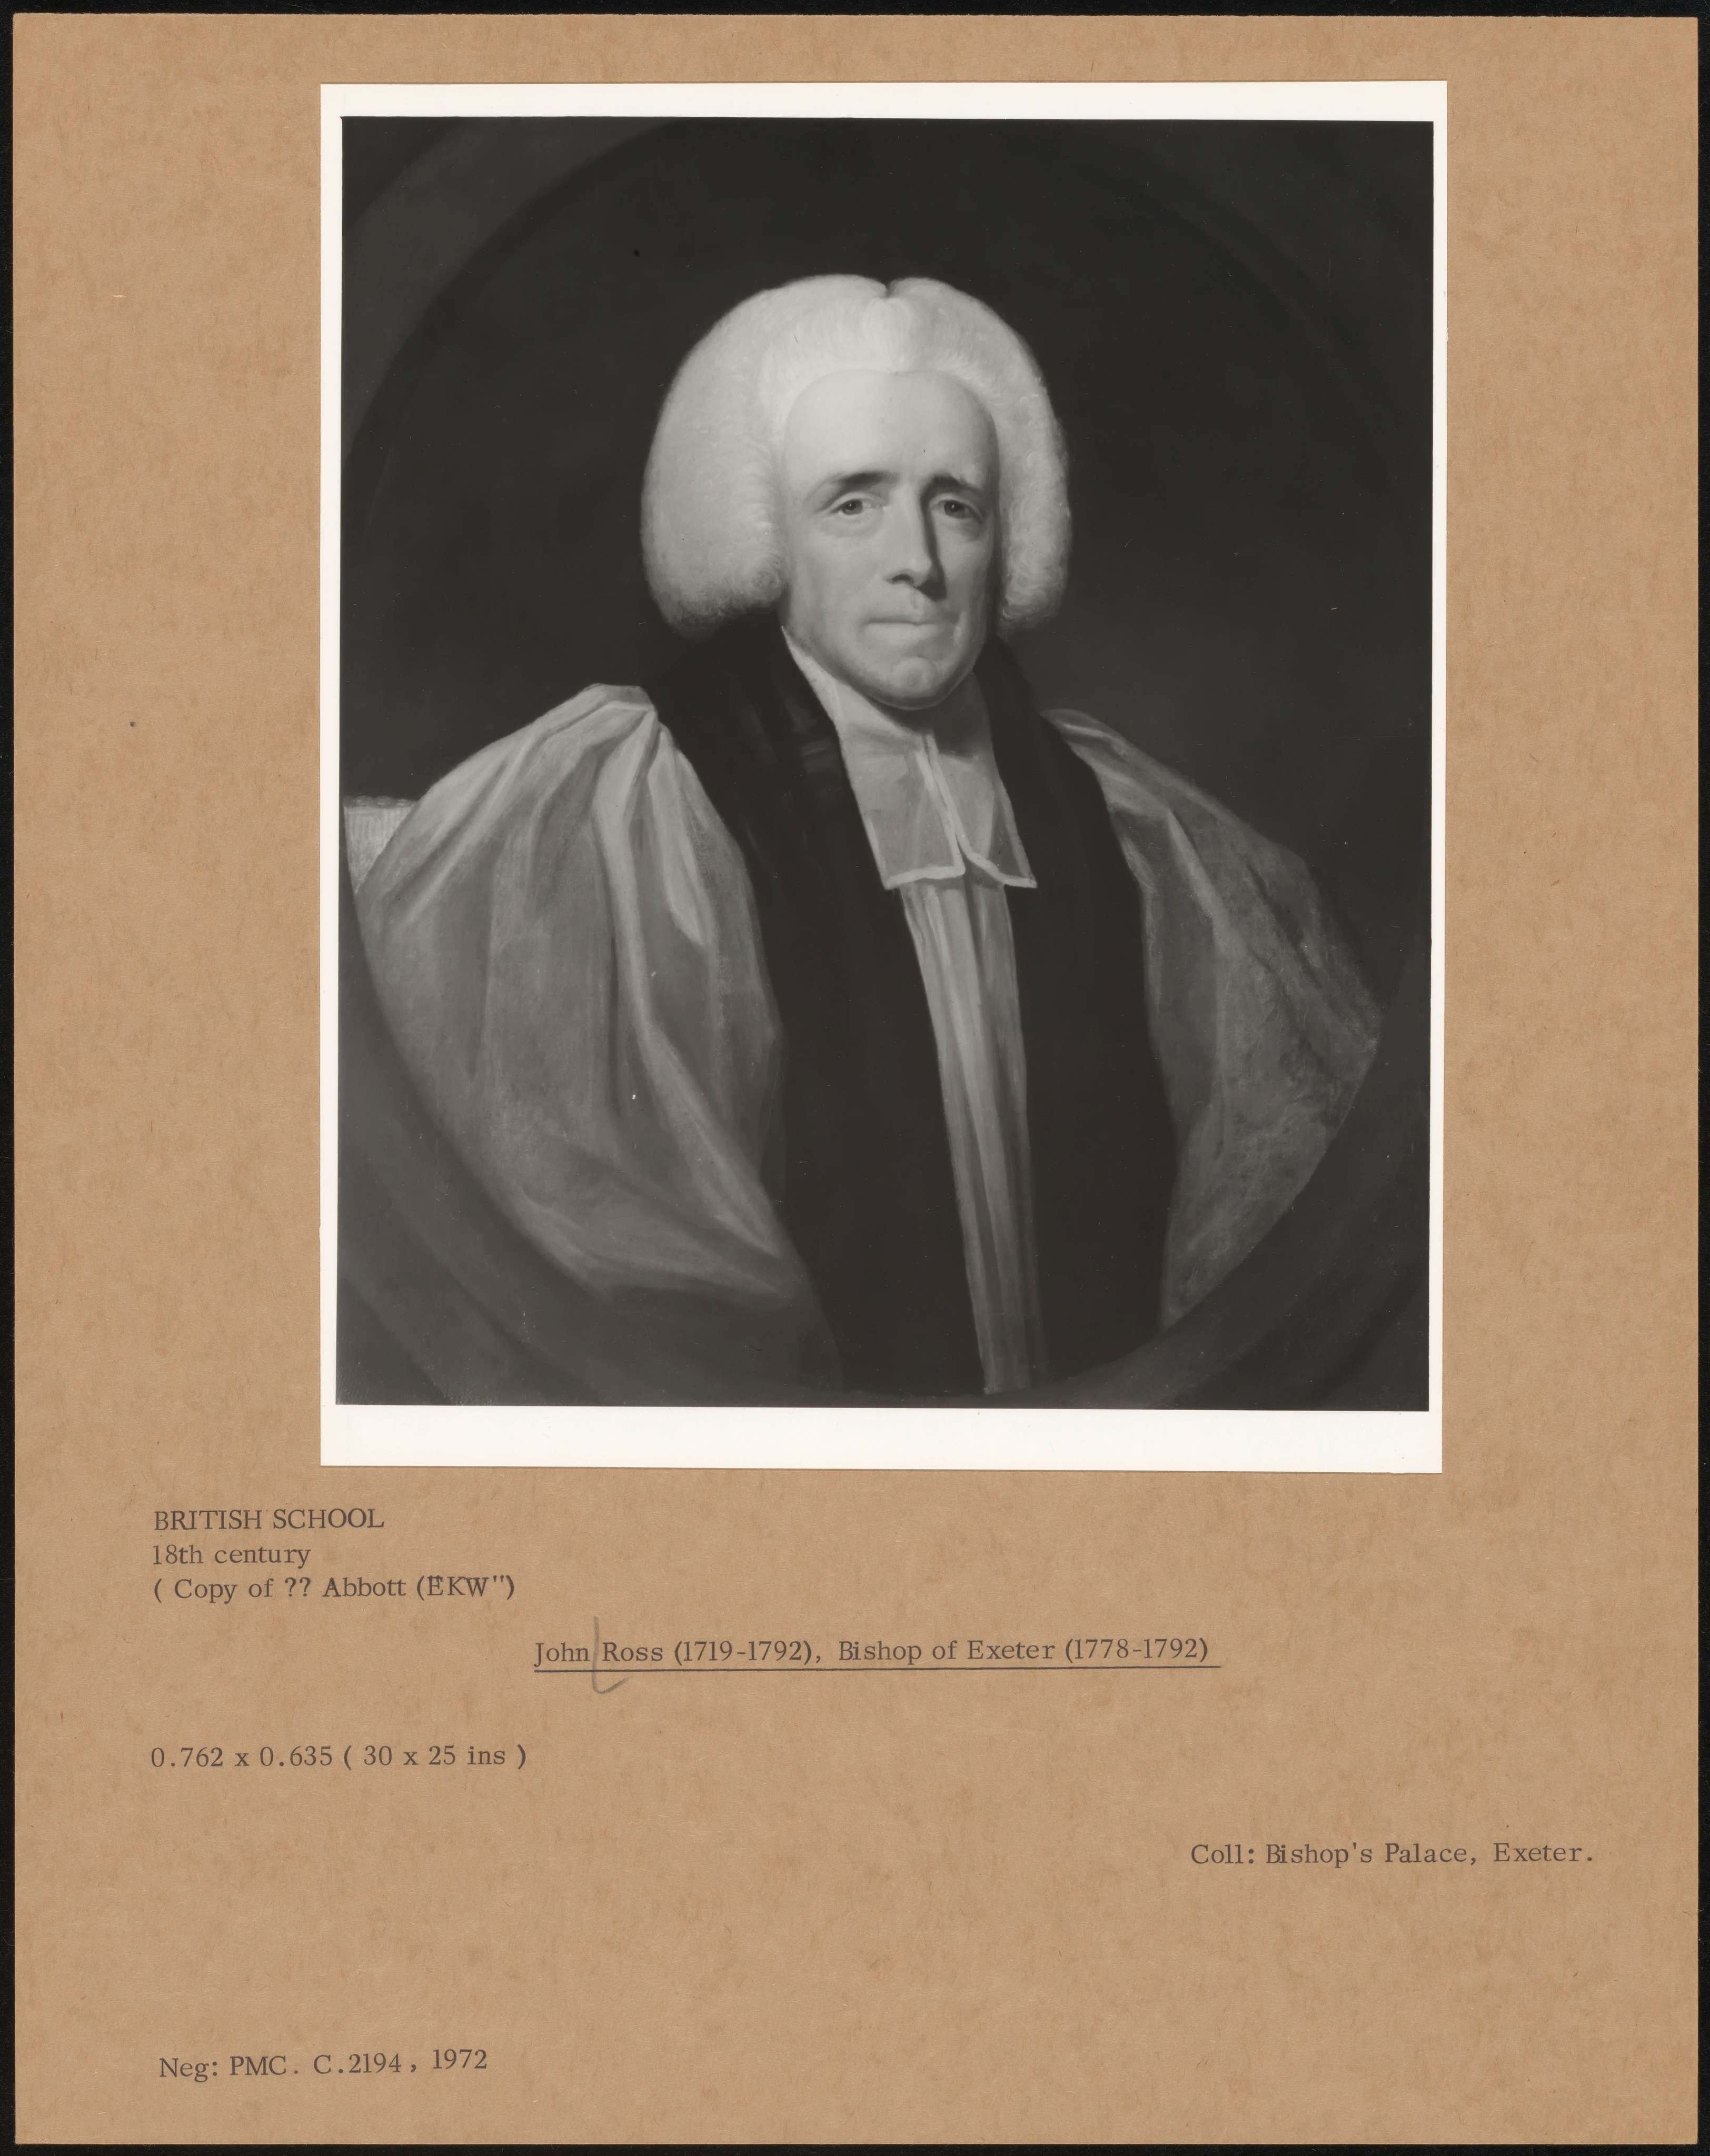 BRITISH SCHOOL
18th century
( Copy of ?? Abbott (EKW")
John Ross (1719-1792), Bishop of Exeter (1778-1792)
0.762 x 0.635 ( 30 x 25 ins )
Coll: Bishop's Palace, Exeter.
Neg: PMC. C.2194, 1972